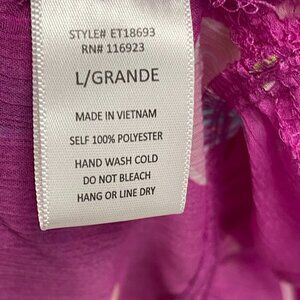 STYLE# ET18693
RN# 116923
L/GRANDE
MADE IN VIETNAM
SELF 100% POLYESTER
HAND WASH COLD
DO NOT BLEACH
HANG OR LINE DRY